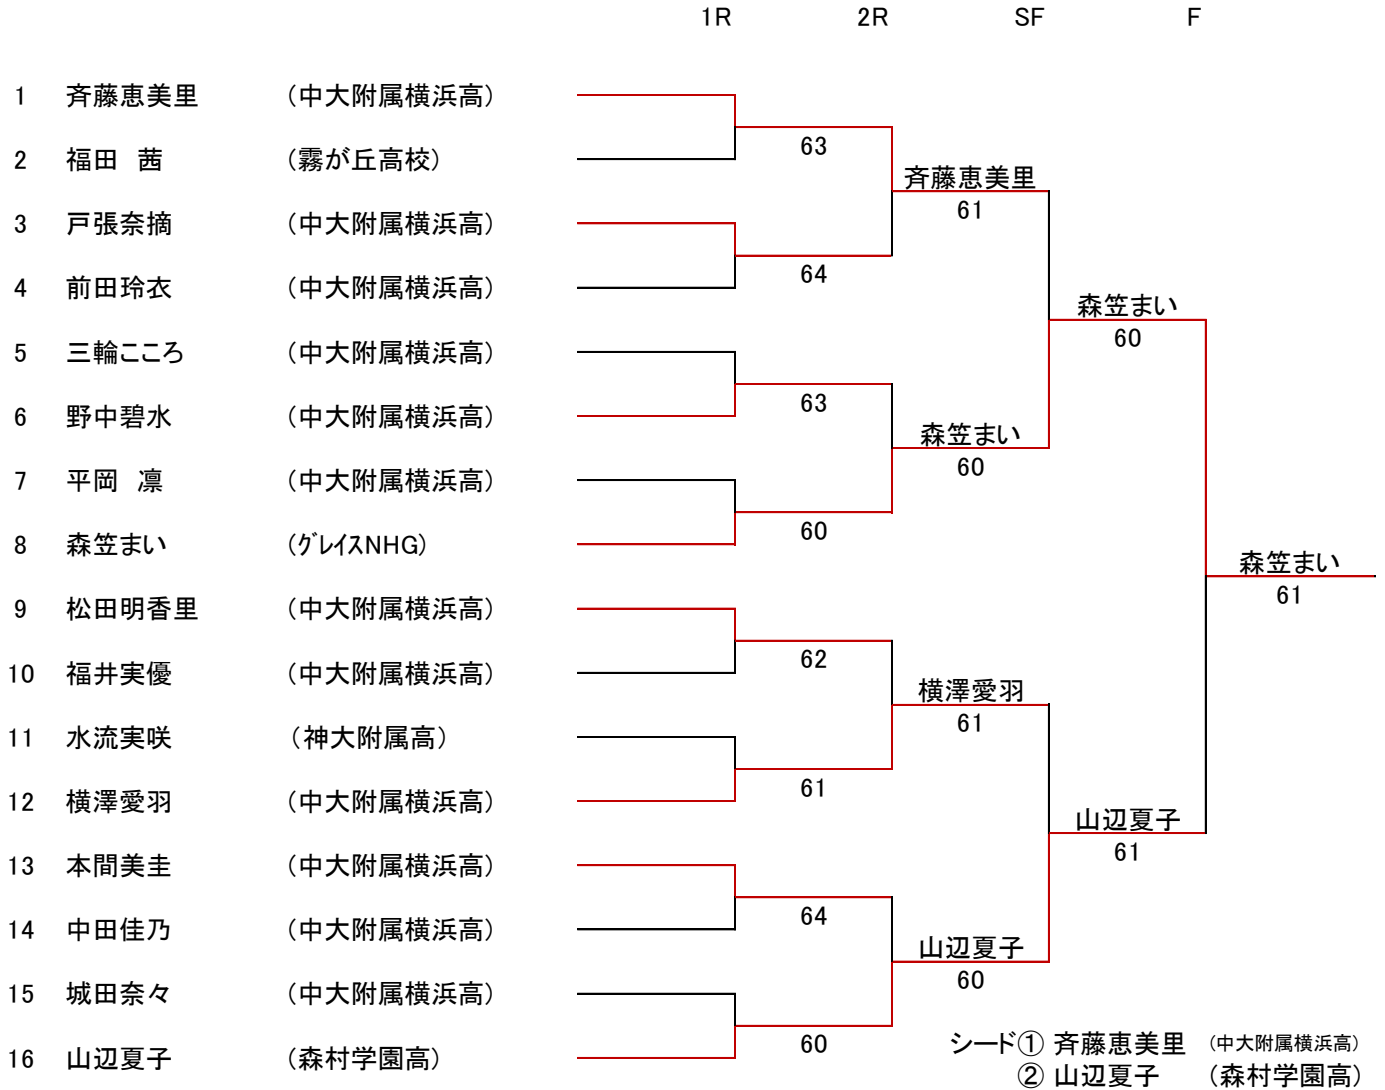 1R 2R SF F
1 斉藤恵美里 （中大附属横浜高）
63
2 福田　茜 （霧が丘高校）
斉藤恵美里
61
3 戸張奈摘 （中大附属横浜高）
64
4 前田玲衣 （中大附属横浜高）
森笠まい
60
5 三輪こころ （中大附属横浜高）
63
6 野中碧水 （中大附属横浜高）
森笠まい
60
7 平岡　凛 （中大附属横浜高）
60
8 森笠まい （ｸﾞﾚｲｽNHG）
森笠まい
61
9 松田明香里 （中大附属横浜高）
62
10 福井実優 （中大附属横浜高）
横澤愛羽
61
11 水流実咲 （神大附属高）
61
12 横澤愛羽 （中大附属横浜高）
山辺夏子
61
13 本間美圭 （中大附属横浜高）
64
14 中田佳乃 （中大附属横浜高）
山辺夏子
60
15 城田奈々 （中大附属横浜高）
60
16 山辺夏子 （森村学園高）
シード① 斉藤恵美里 （中大附属横浜高）
② 山辺夏子 （森村学園高）